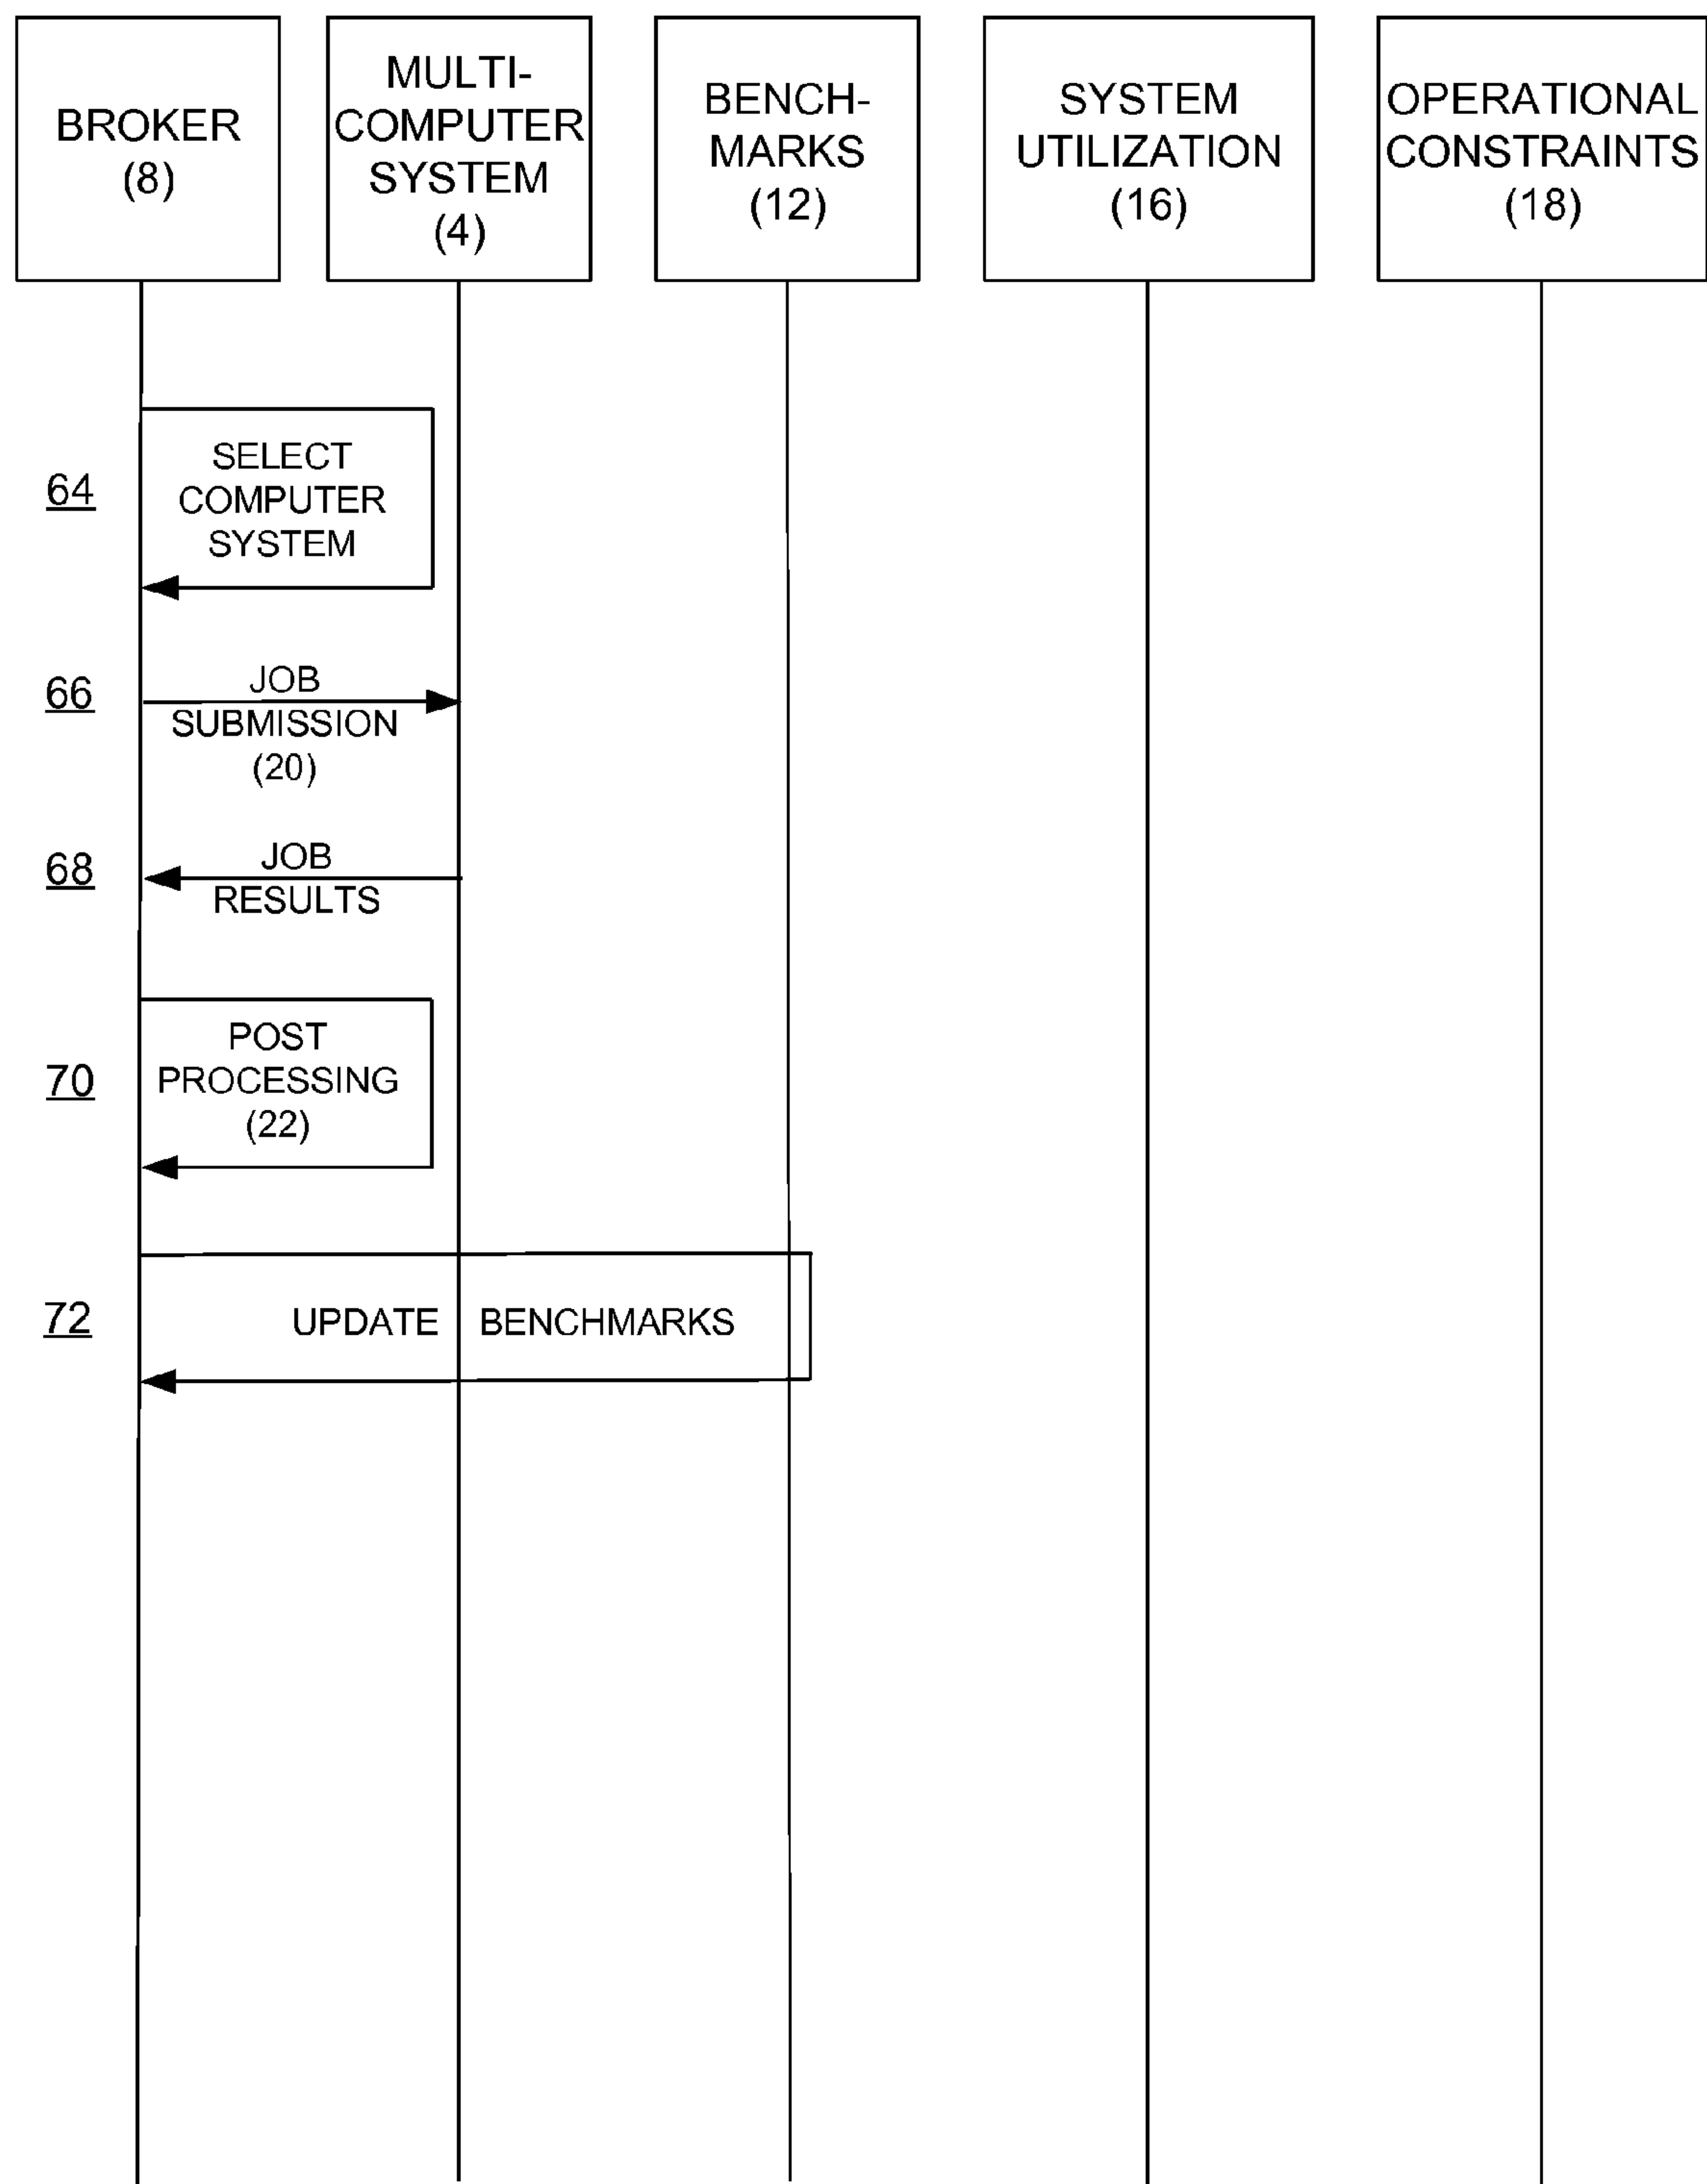 BROKER
(8)
MULTI-
COMPUTER
SYSTEM
(4)
BENCH-
MARKS
(12)
SYSTEM
UTILIZATION
(16)
OPERATIONAL
CONSTRAINTS
(18)
64
SELECT
COMPUTER
SYSTEM
66
JOB
SUBMISSION
(20)
68
JOB
RESULTS
70
POST
PROCESSING
(22)
72
UPDATE BENCHMARKS